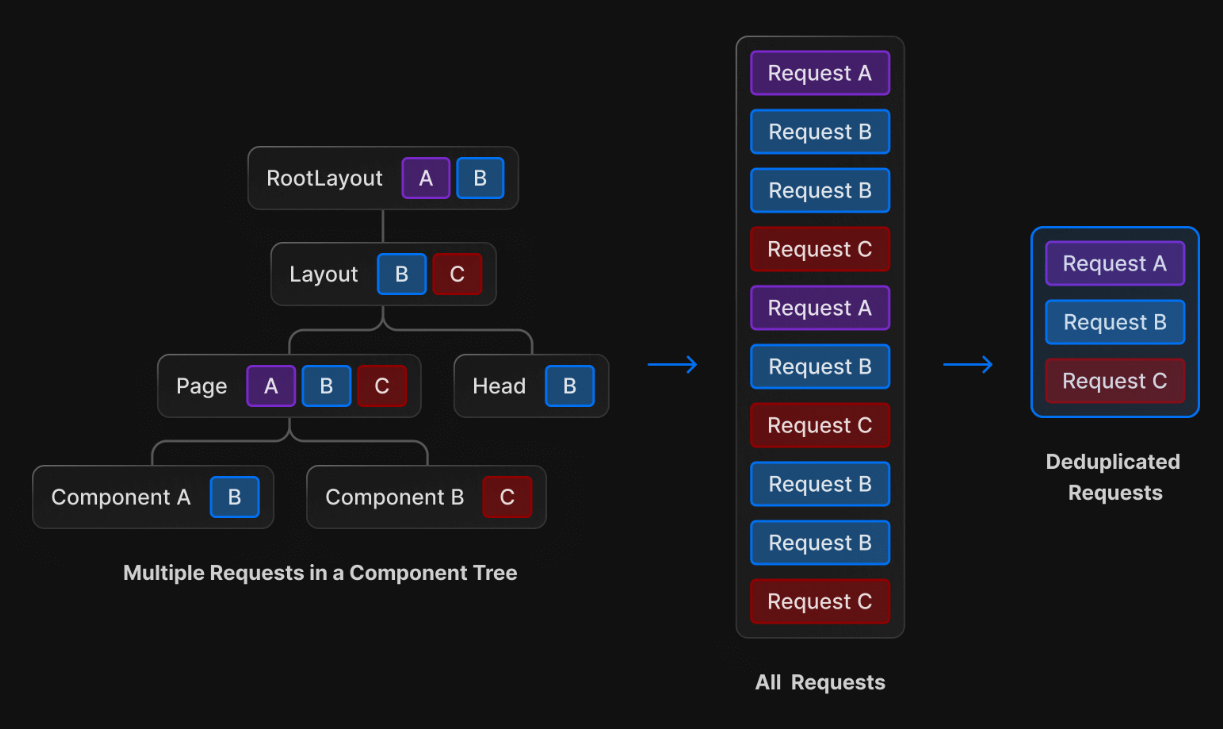 RootLayout A B
Layout B C
Page A B C
Head B
Component A B
Component B C
Multiple Requests in a Component Tree
Request A
Request B
Request B
Request C
Request A
Request B
Request C
Request B
Request B
Request C
All Requests
Request A
Request B
Request C
Deduplicated
Requests